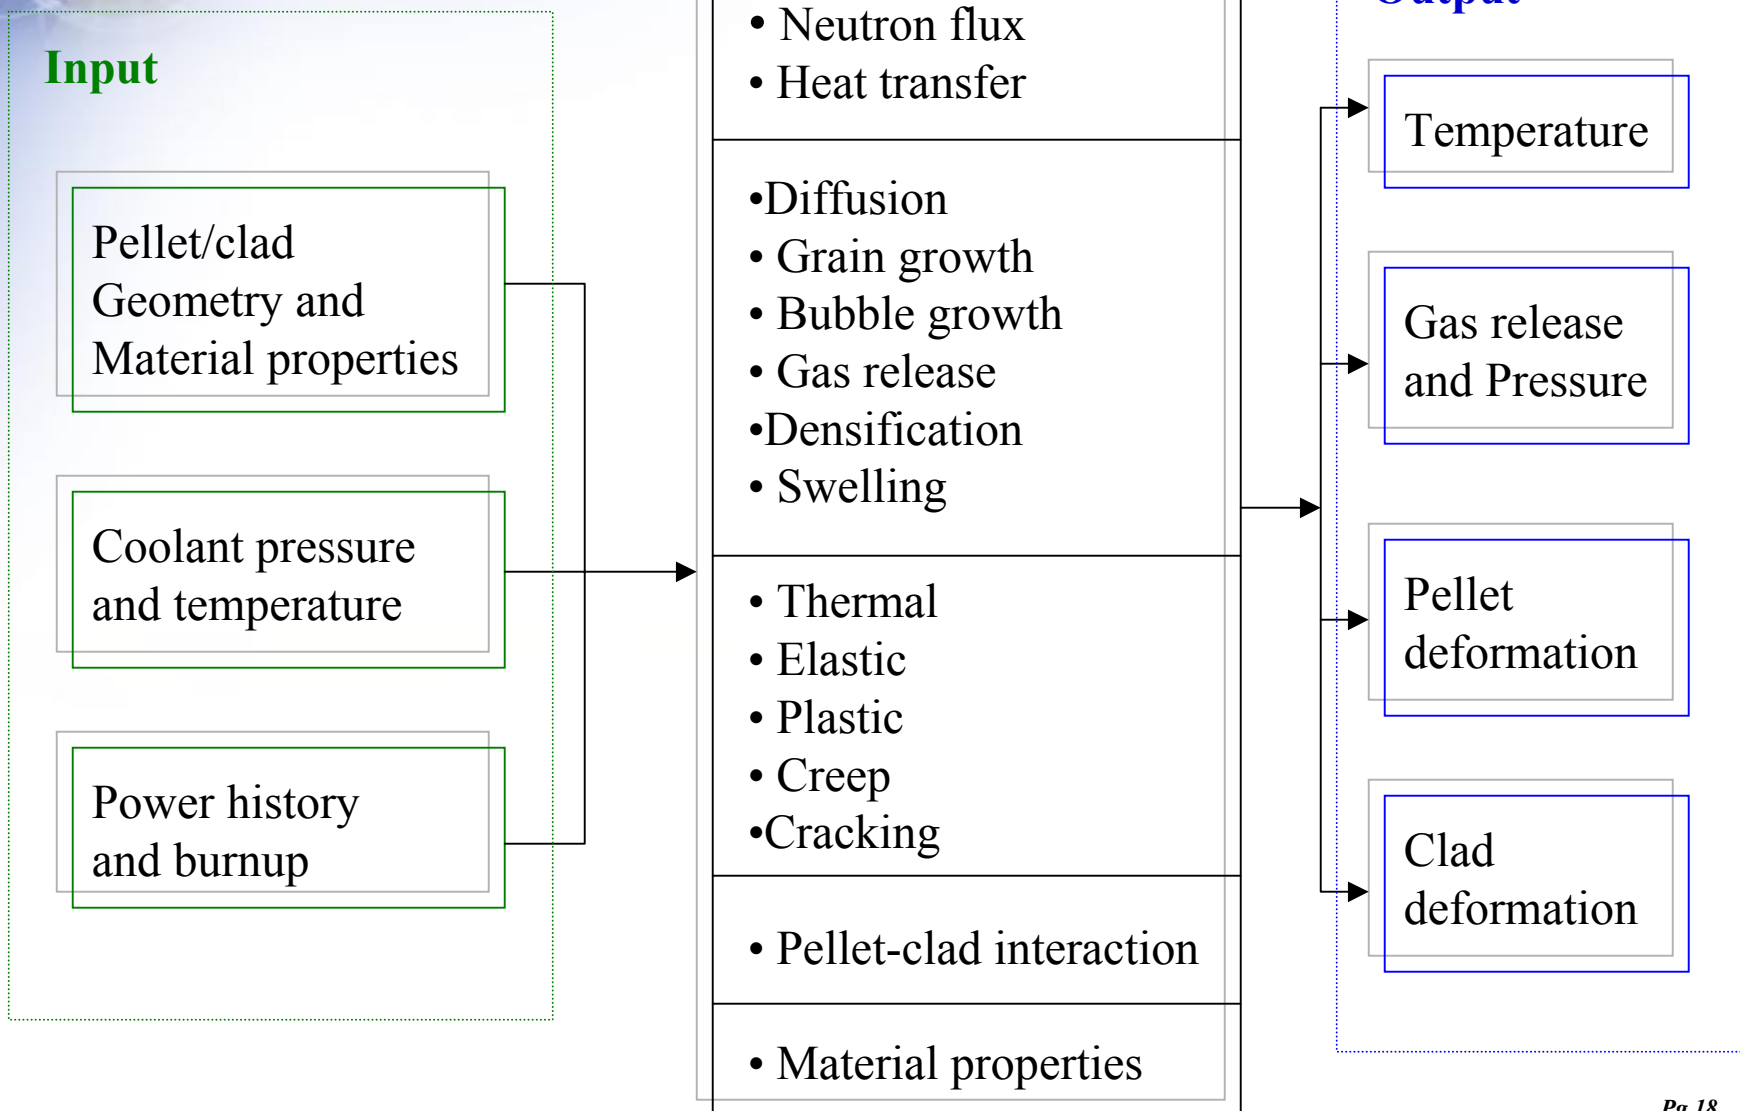 Input
Pellet/clad
Geometry and
Material properties
Coolant pressure
and temperature
Power history
and burnup
• Neutron flux
• Heat transfer
•Diffusion
• Grain growth
• Bubble growth
• Gas release
•Densification
• Swelling
• Thermal
• Elastic
• Plastic
• Creep
•Cracking
• Pellet-clad interaction
• Material properties
Output
Temperature
Gas release
and Pressure
Pellet
deformation
Clad
deformation
Pg 18